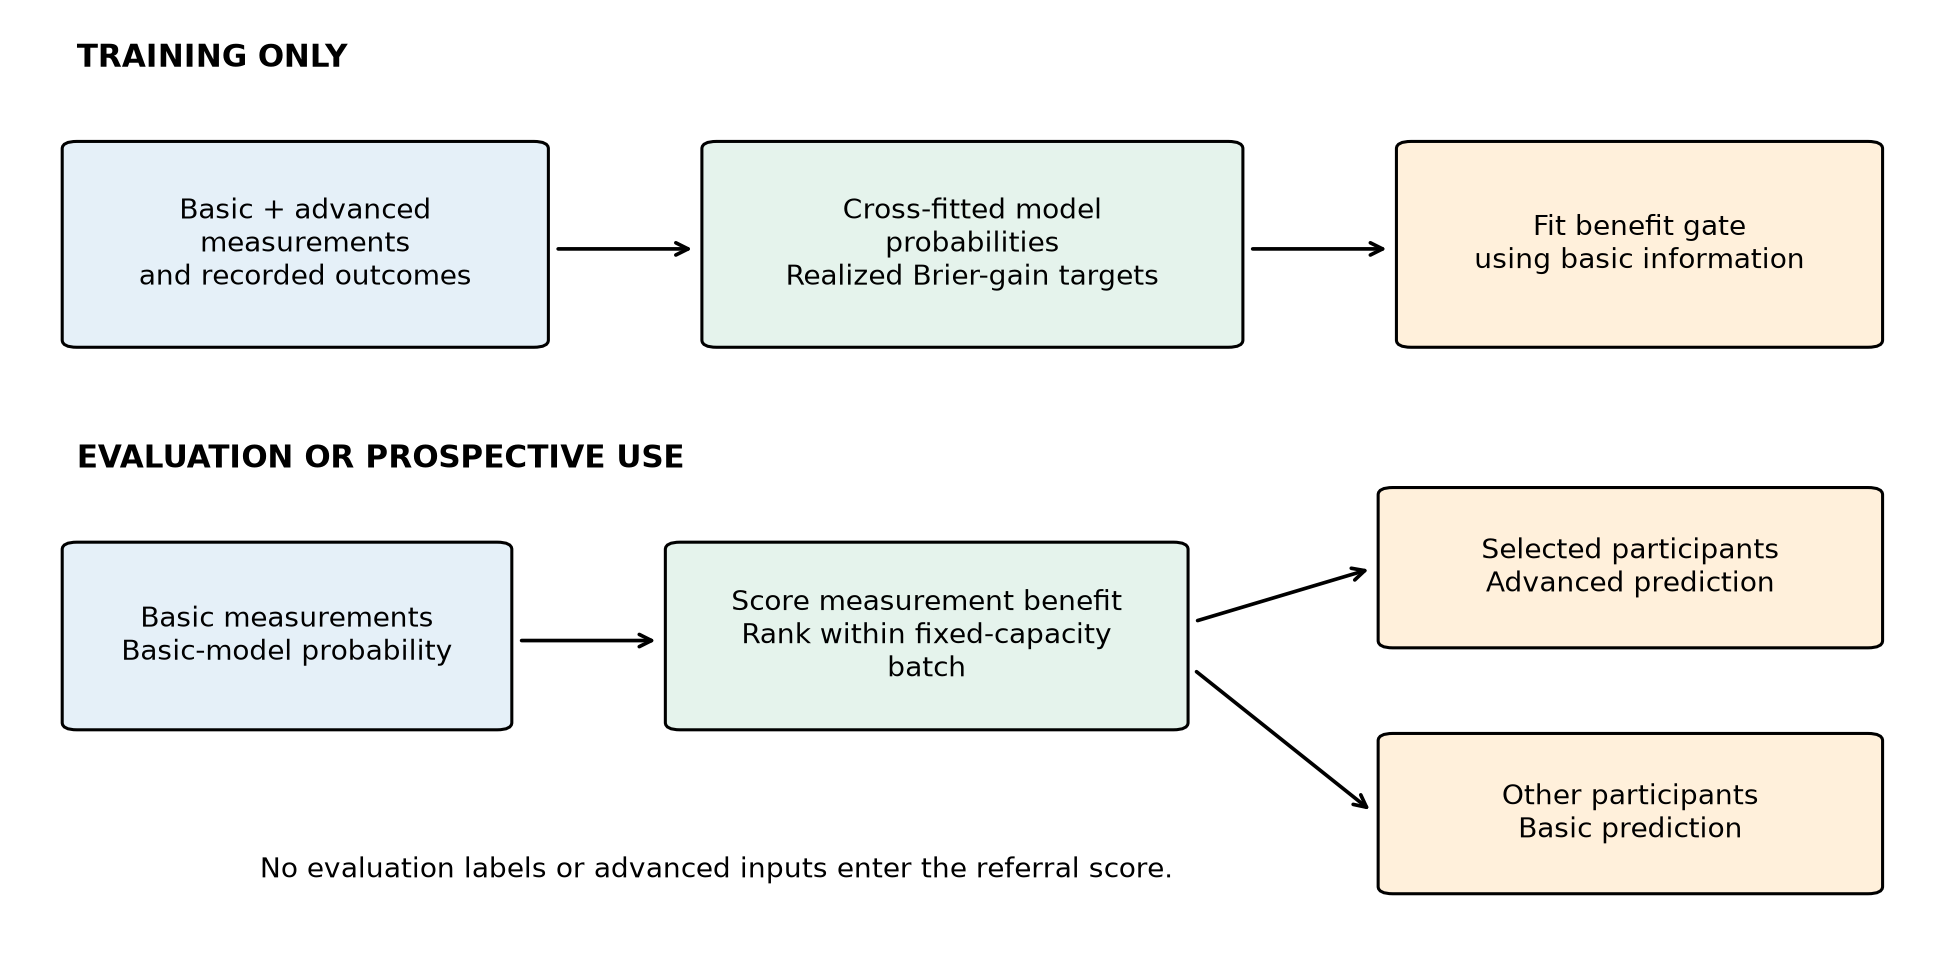 TRAINING ONLY
Basic + advanced
measurements
and recorded outcomes
Cross-fitted model
probabilities
Realized Brier-gain targets
Fit benefit gate
using basic information
EVALUATION OR PROSPECTIVE USE
Basic measurements
Basic-model probability
Score measurement benefit
Rank within fixed-capacity
batch
Selected participants
Advanced prediction
Other participants
Basic prediction
No evaluation labels or advanced inputs enter the referral score.